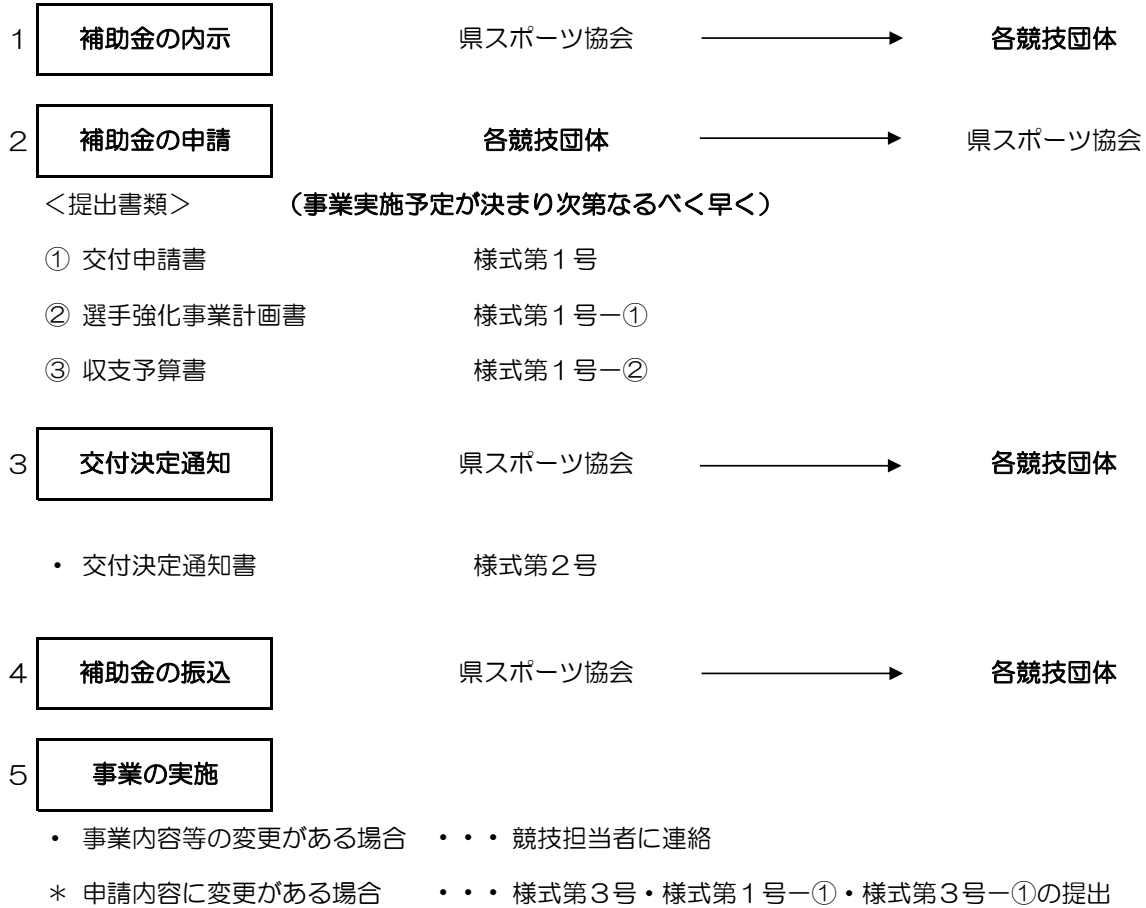 1 補助金の内示 県スポーツ協会 各競技団体
2 補助金の申請 各競技団体 県スポーツ協会
＜提出書類＞ （事業実施予定が決まり次第なるべく早く）
① 交付申請書 様式第１号
② 選手強化事業計画書 様式第１号ー①
③ 収支予算書 様式第１号ー②
3 交付決定通知 県スポーツ協会 各競技団体
・ 交付決定通知書 様式第２号
4 補助金の振込 県スポーツ協会 各競技団体
5 事業の実施
・ 事業内容等の変更がある場合 ・・・ 競技担当者に連絡
＊ 申請内容に変更がある場合 ・・・ 様式第３号・様式第１号ー①・様式第３号ー①の提出